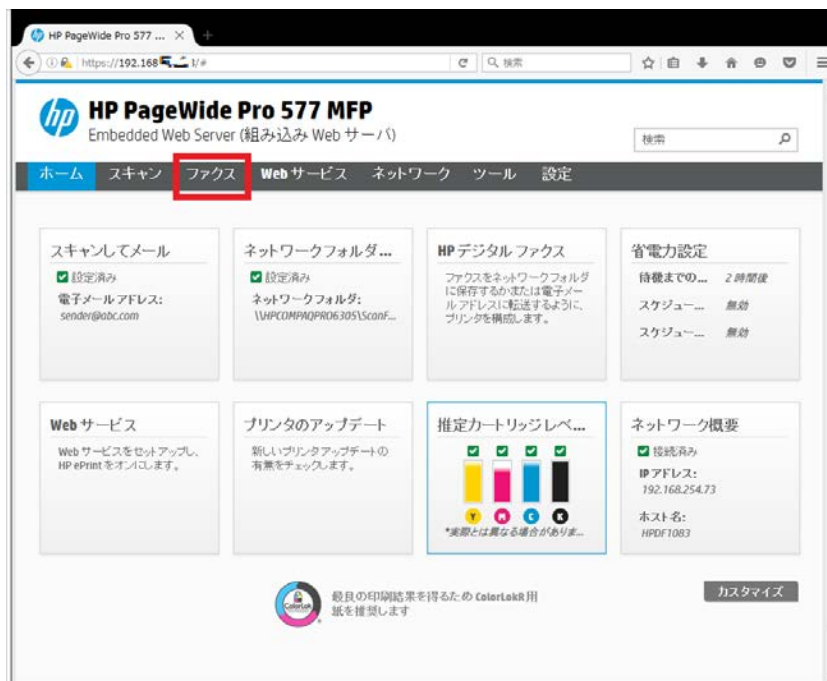 HP PageWide Pro 577 ...
https://192.168
検索
hp
HP PageWide Pro 577 MFP
Embedded Web Server (組み込み Web サーバ)
検索
ホーム スキャン ファクス Web サービス ネットワーク ツール 設定
スキャンしてメール
設定済み
電子メール アドレス:
sender@abc.com
ネットワークフォルダ...
設定済み
ネットワークフォルダ:
\\HPCOMPAQPRO6305\ScanF...
HP デジタル ファクス
ファクスをネットワークフォルダ
に保存するかまたは電子メー
ル アドレスに転送するように、
プリンタを構成します。
省電力設定
待機までの... 2 時間後
スケジュー... 無効
スケジュー... 無効
Web サービス
Web サービスをセットアップし、
HP ePrint をオンにします。
プリンタのアップデート
新しいプリンタアップデートの
有無をチェックします。
推定カートリッジレベ...
Y M C K
*実際とは異なる場合がありま...
ネットワーク概要
接続済み
IP アドレス:
192.168.254.73
ホスト名:
HPDF1083
カスタマイズ
ColorLok
最良の印刷結果を得るため ColorLokR 用
紙を推奨します